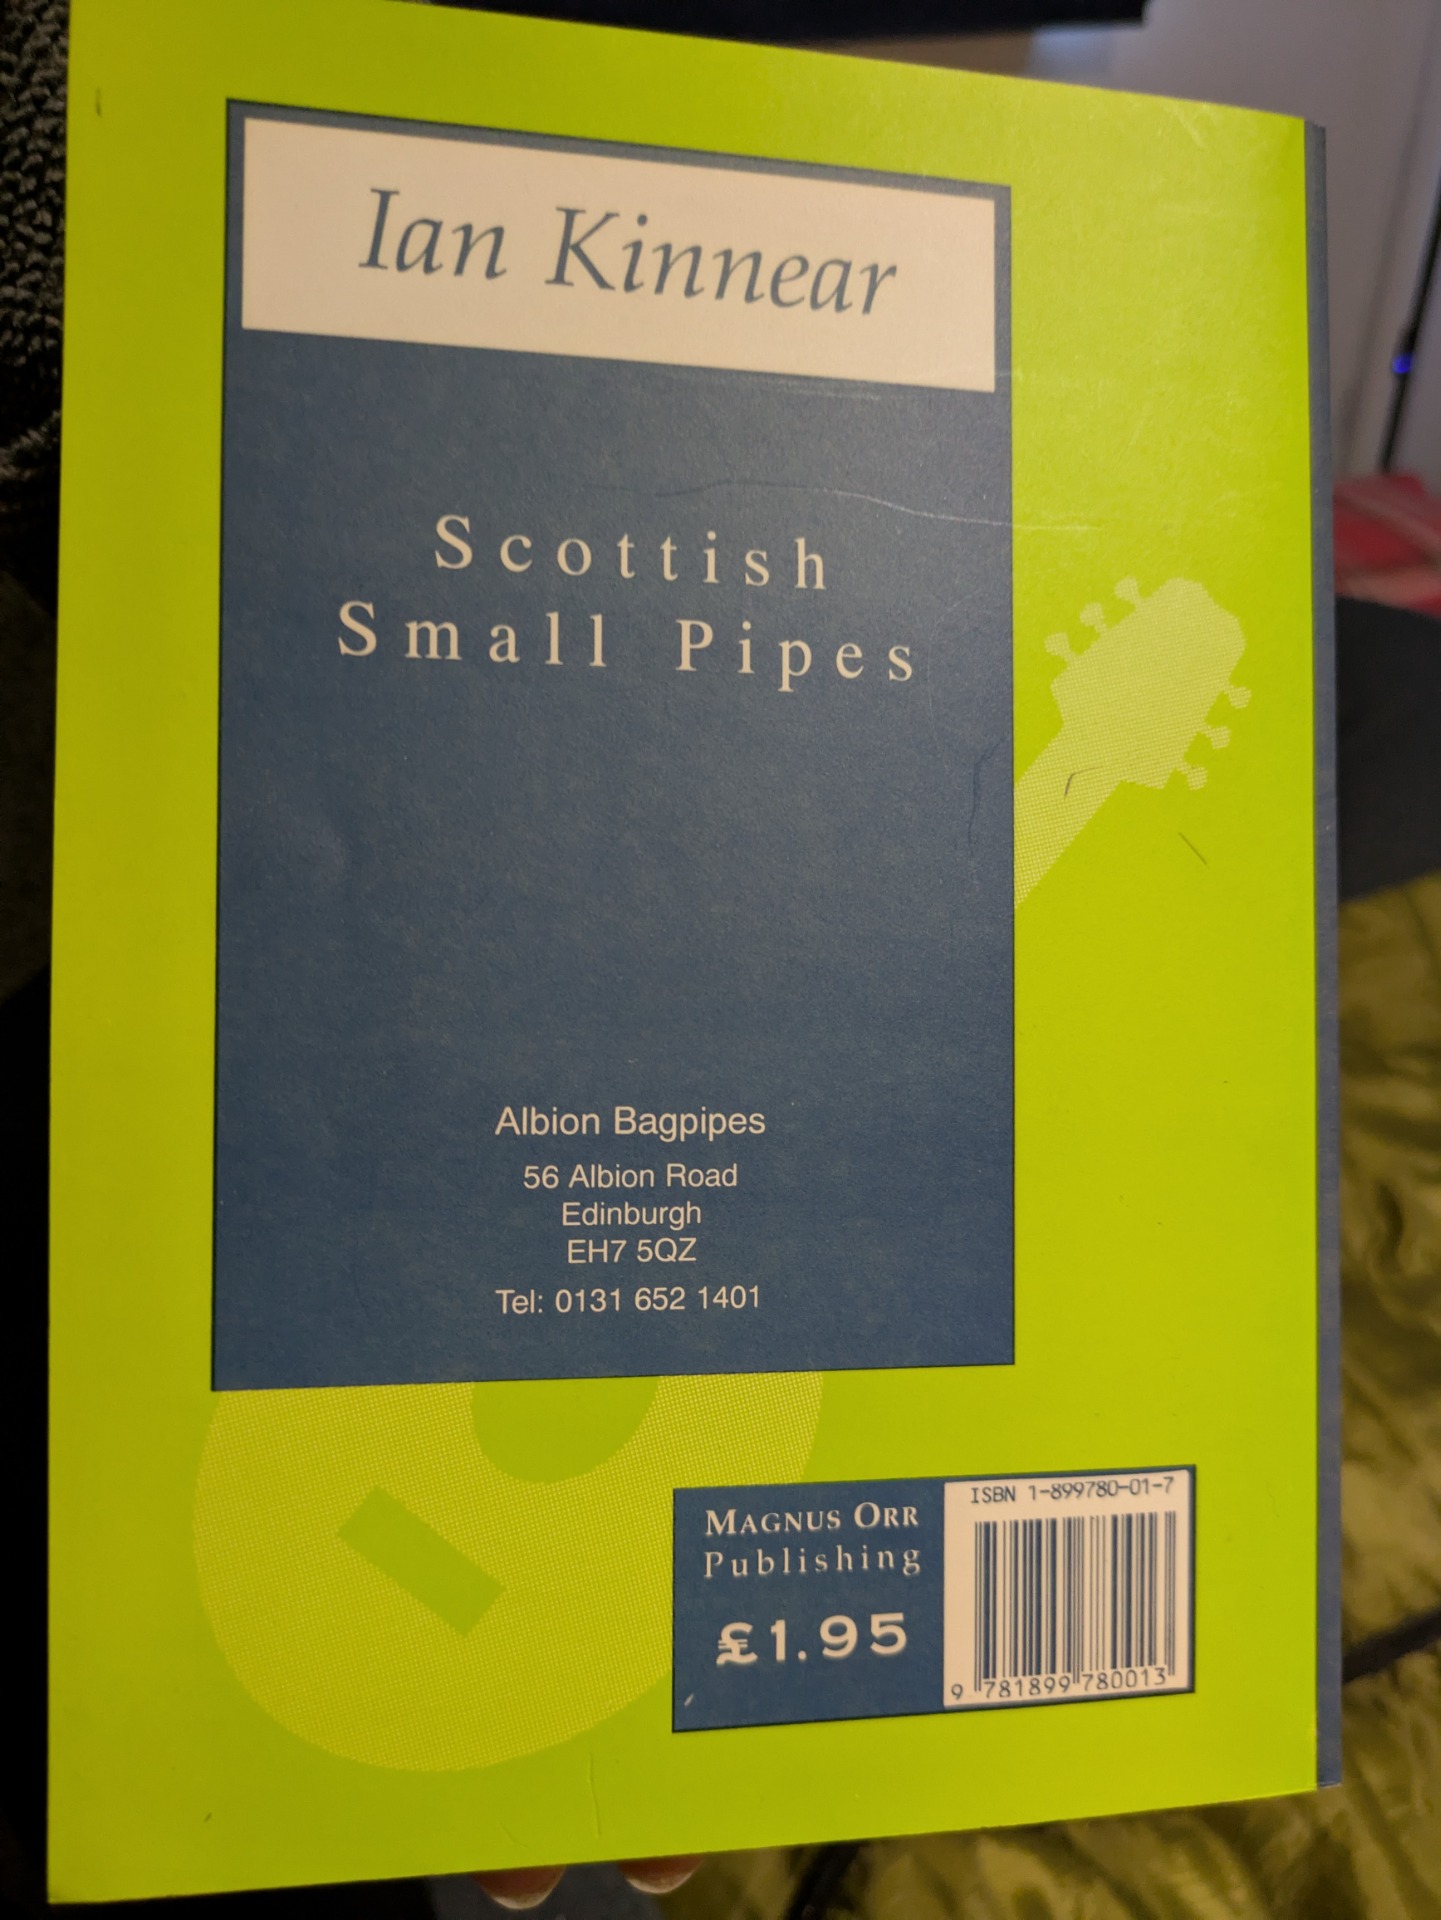 Ian Kinnear
Scottish
Small Pipes
Albion Bagpipes
56 Albion Road
Edinburgh
EH7 5QZ
Tel: 0131 652 1401
MAGNUS ORR
Publishing
£1.95
ISBN 1-899780-01-7
9 781899 780013